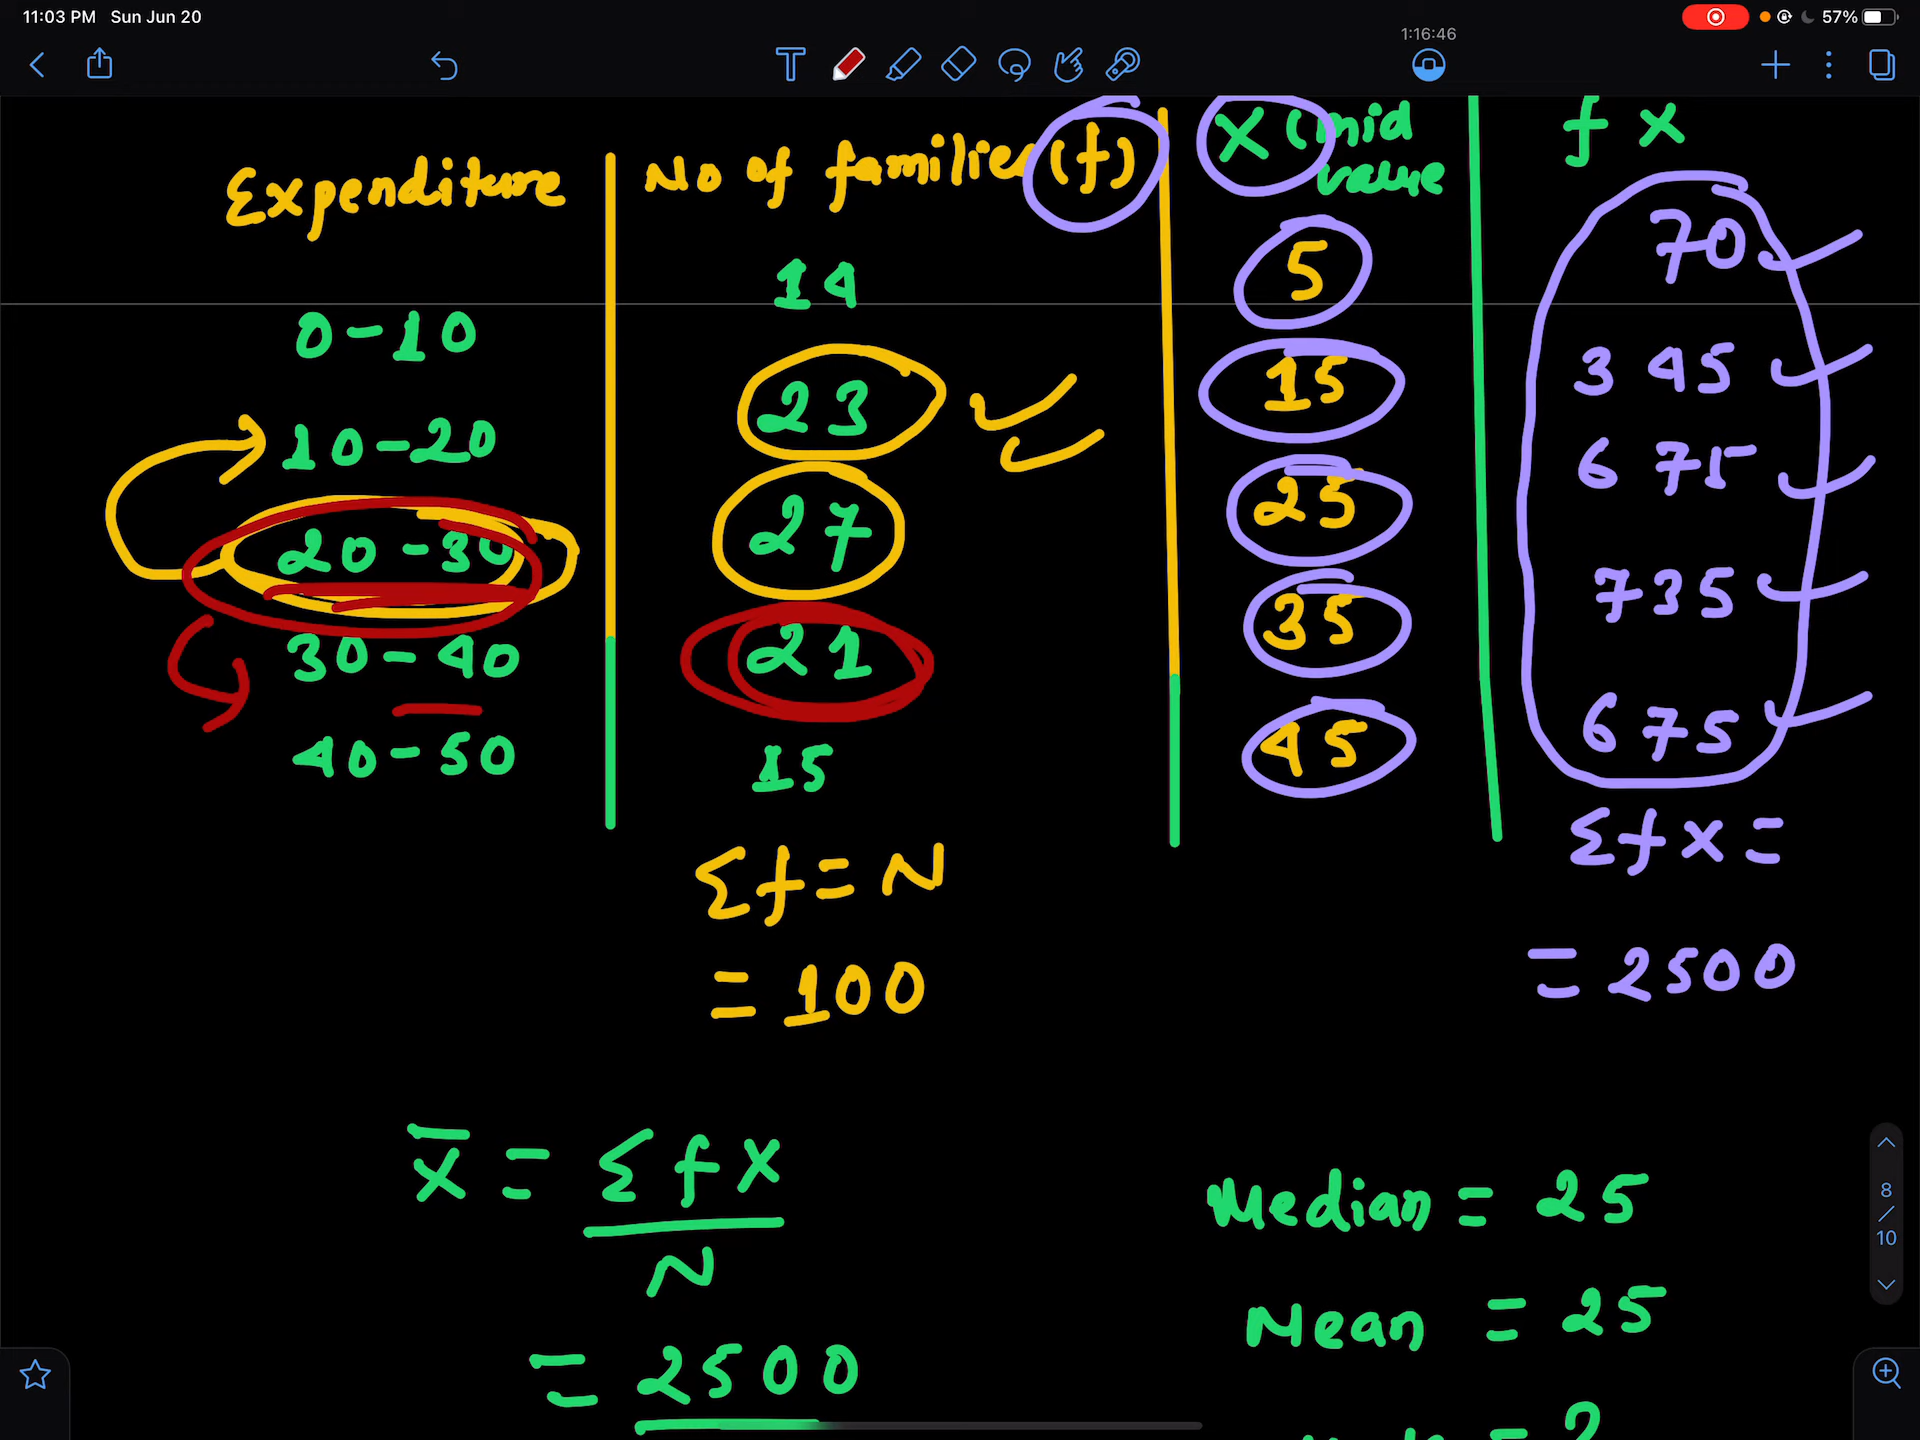 11:03 PM Sun Jun 20
57%
1:16:46
T
Expenditure No of families (f) X (mid value f x
0-10 14 5 70
10-20 23 15 345
20-30 27 25 675
30-40 21 35 735
40-50 15 45 675
Σf = N Σfx =
= 100 = 2500
X̄ = Σfx
N
= 2500
Median = 25
Mean = 25
= ?
8
/
10